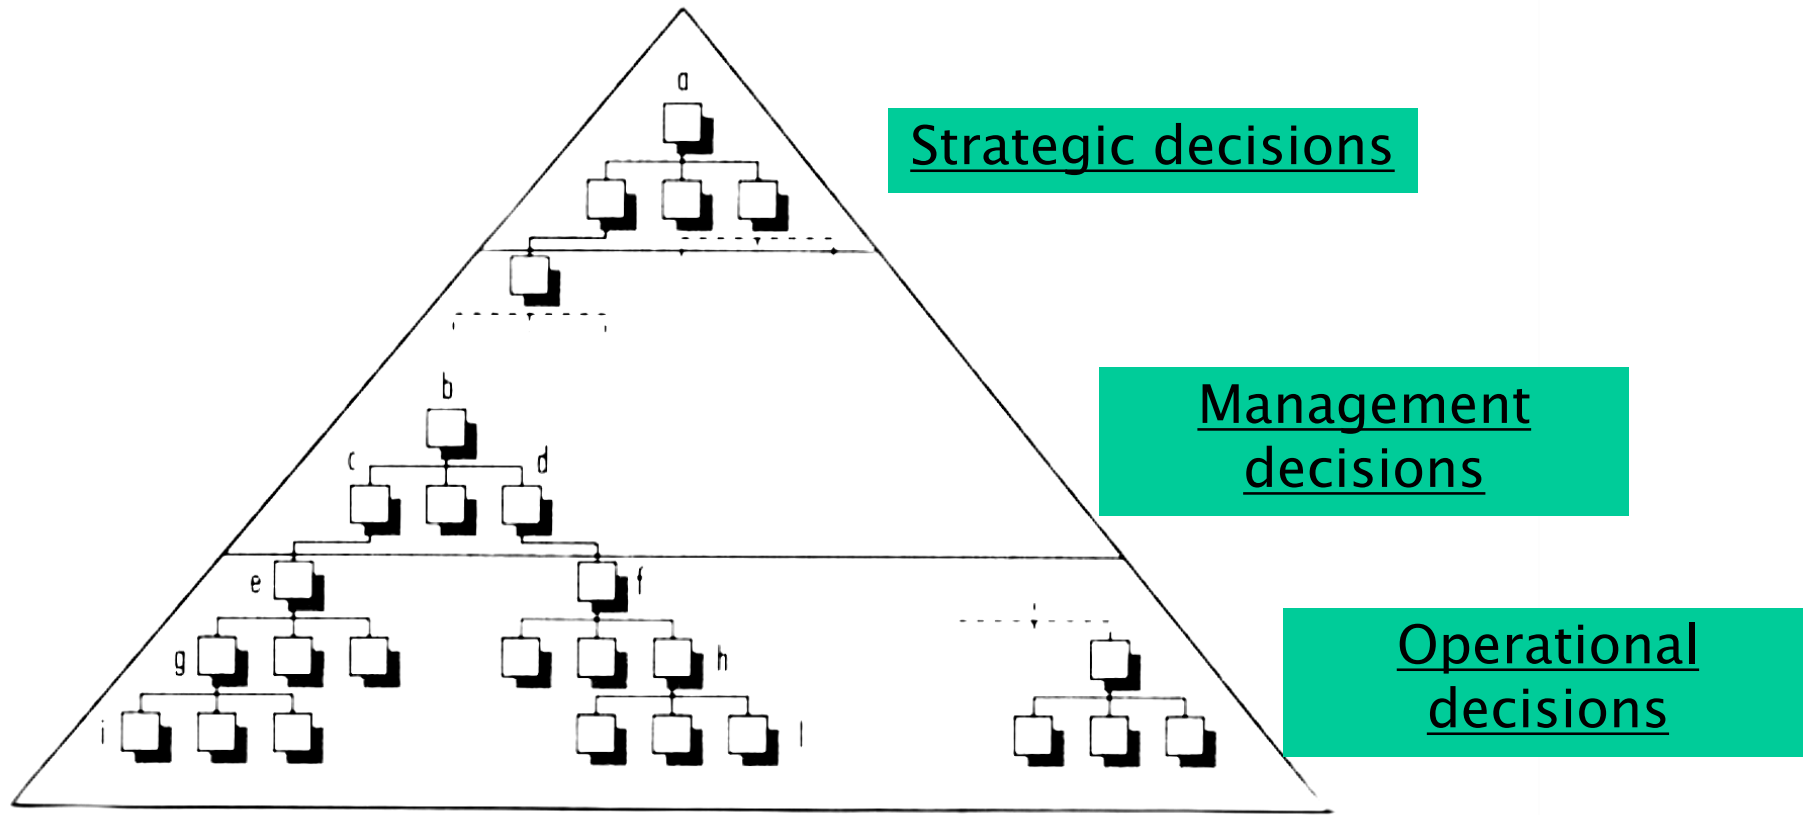 a
Strategic decisions
b
Management
decisions
c
d
e
f
Operational
decisions
g
h
i
l